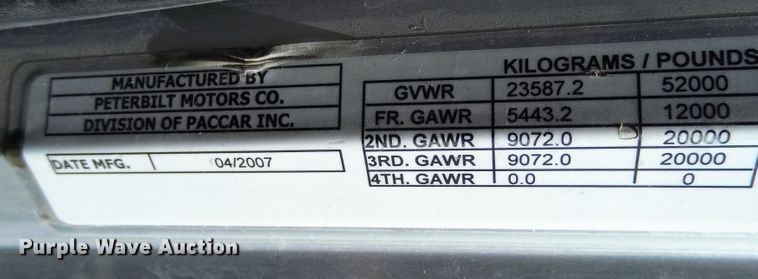 MANUFACTURED BY
PETERBILT MOTORS CO.
DIVISION OF PACCAR INC.
DATE MFG. 04/2007
KILOGRAMS / POUNDS
GVWR 23587.2 52000
FR. GAWR 5443.2 12000
2ND. GAWR 9072.0 20000
3RD. GAWR 9072.0 20000
4TH. GAWR 0.0 0
Purple Wave Auction